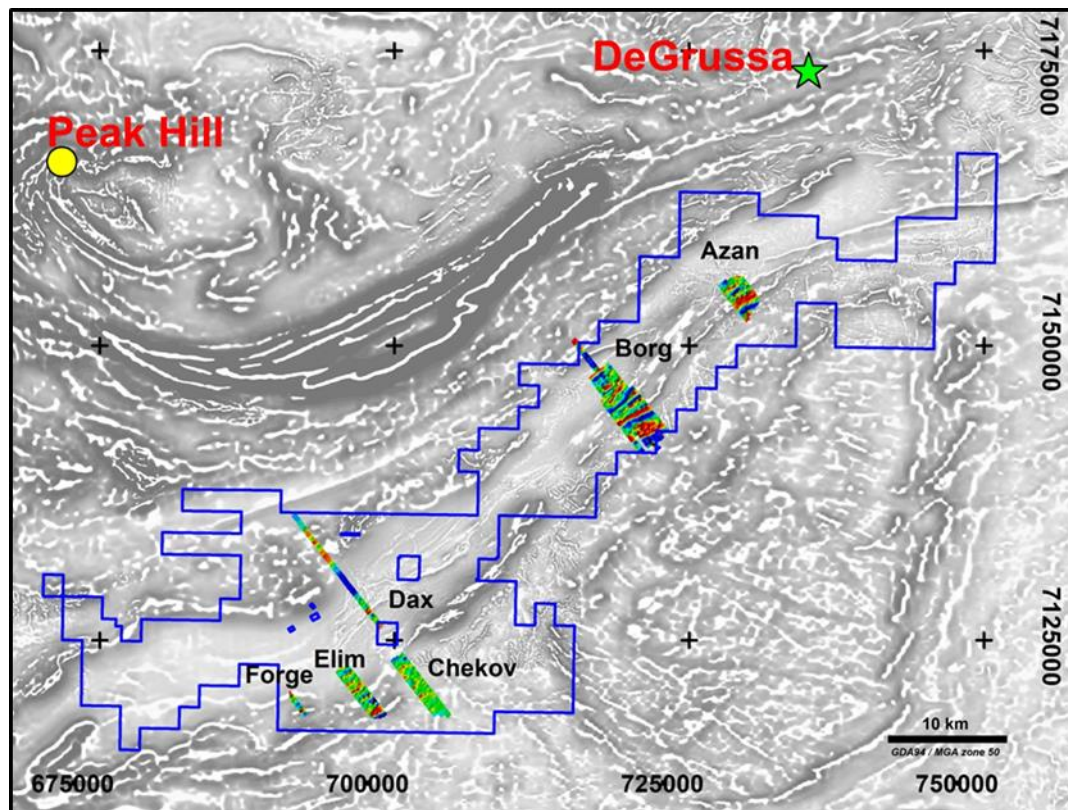 DeGrussa
7175000
Peak Hill
Azan
7150000
Borg
Dax
7125000
Elim
Chekov
Forge
10 km
GDA94 / MGA zone 50
675000
700000
725000
750000